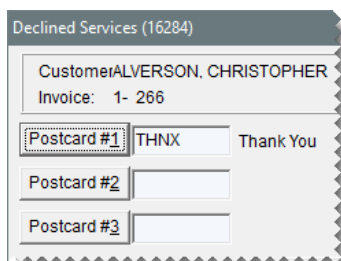 Declined Services (16284)
CustomerALVERSON, CHRISTOPHER
Invoice: 1- 266
Postcard #1 THNX Thank You
Postcard #2
Postcard #3